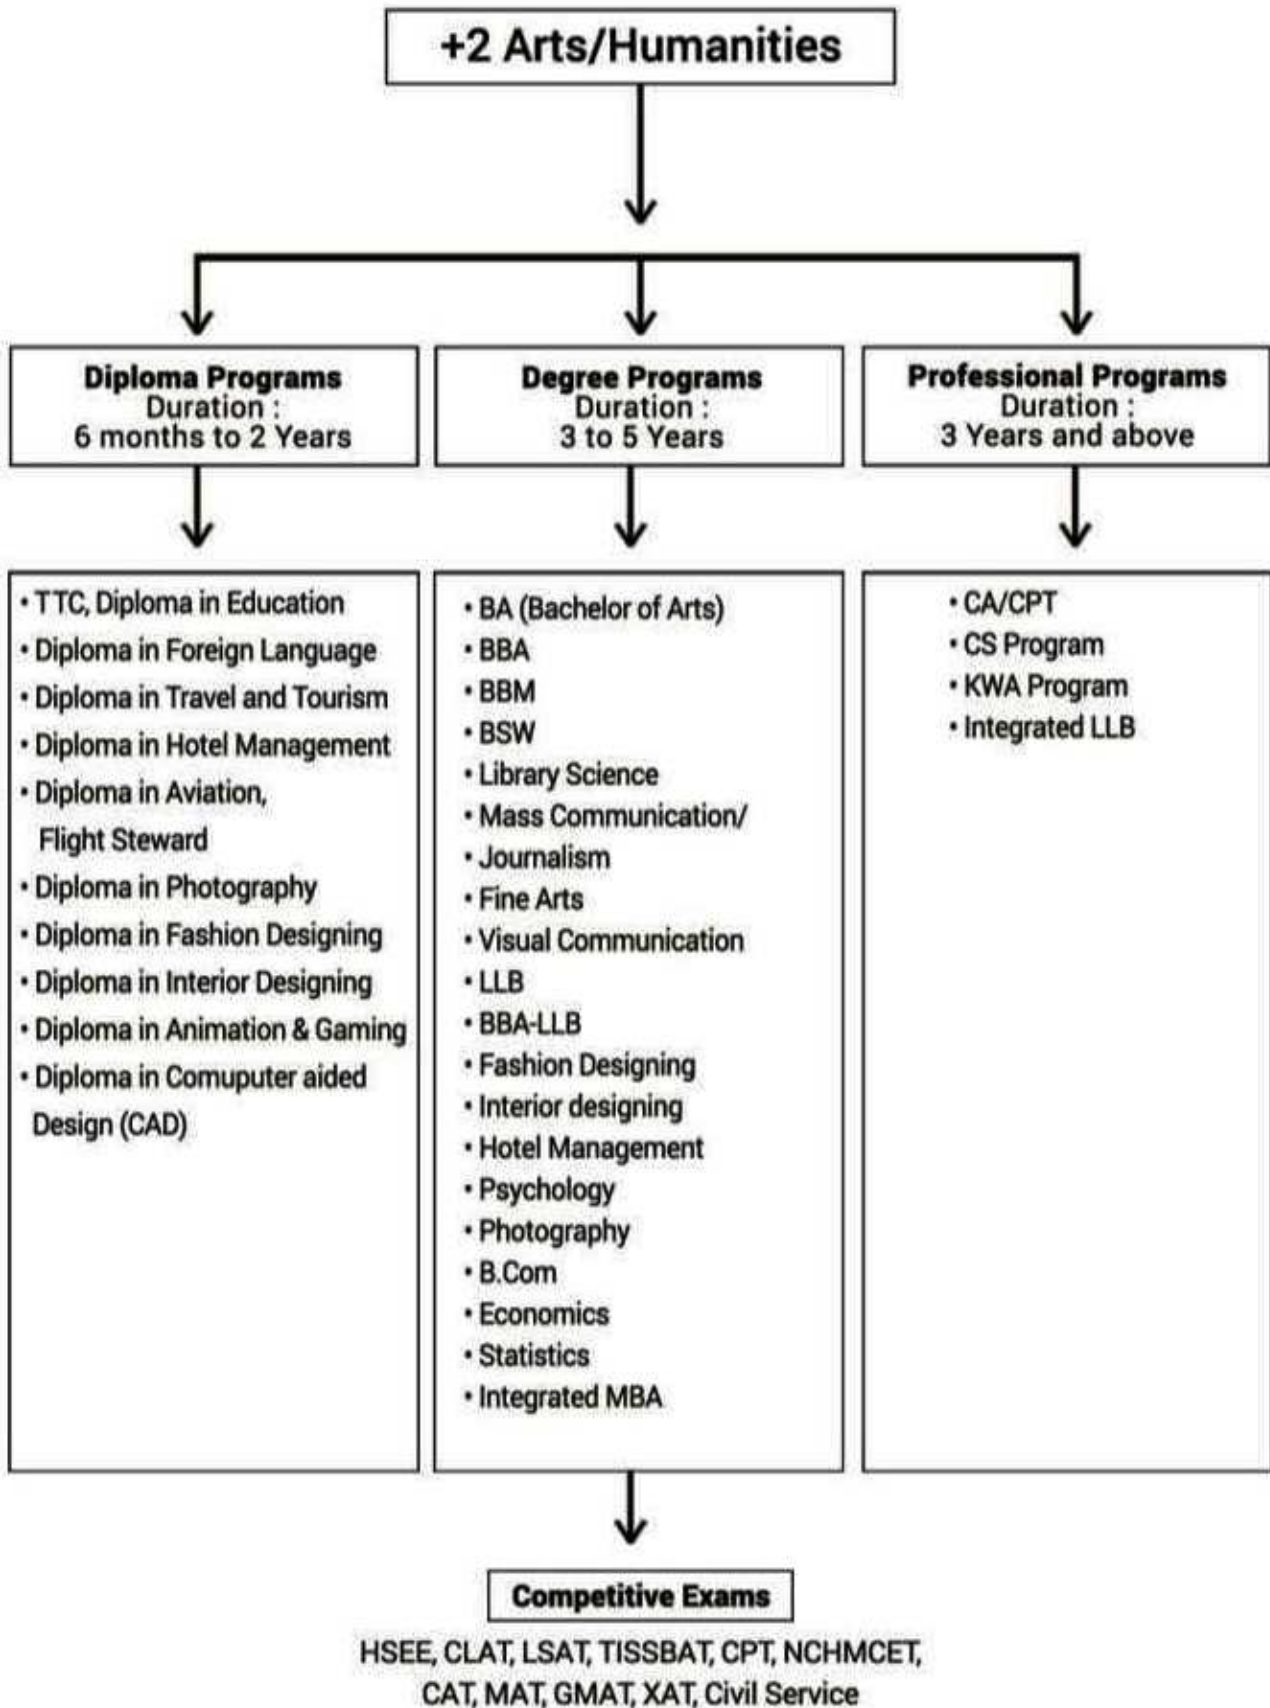 +2 Arts/Humanities
Diploma Programs
Duration :
6 months to 2 Years
Degree Programs
Duration :
3 to 5 Years
Professional Programs
Duration :
3 Years and above
• TTC, Diploma in Education
• Diploma in Foreign Language
• Diploma in Travel and Tourism
• Diploma in Hotel Management
• Diploma in Aviation,
Flight Steward
• Diploma in Photography
• Diploma in Fashion Designing
• Diploma in Interior Designing
• Diploma in Animation & Gaming
• Diploma in Comuputer aided
Design (CAD)
• BA (Bachelor of Arts)
• BBA
• BBM
• BSW
• Library Science
• Mass Communication/
• Journalism
• Fine Arts
• Visual Communication
• LLB
• BBA-LLB
• Fashion Designing
• Interior designing
• Hotel Management
• Psychology
• Photography
• B.Com
• Economics
• Statistics
• Integrated MBA
• CA/CPT
• CS Program
• KWA Program
• Integrated LLB
Competitive Exams
HSEE, CLAT, LSAT, TISSBAT, CPT, NCHMCET,
CAT, MAT, GMAT, XAT, Civil Service